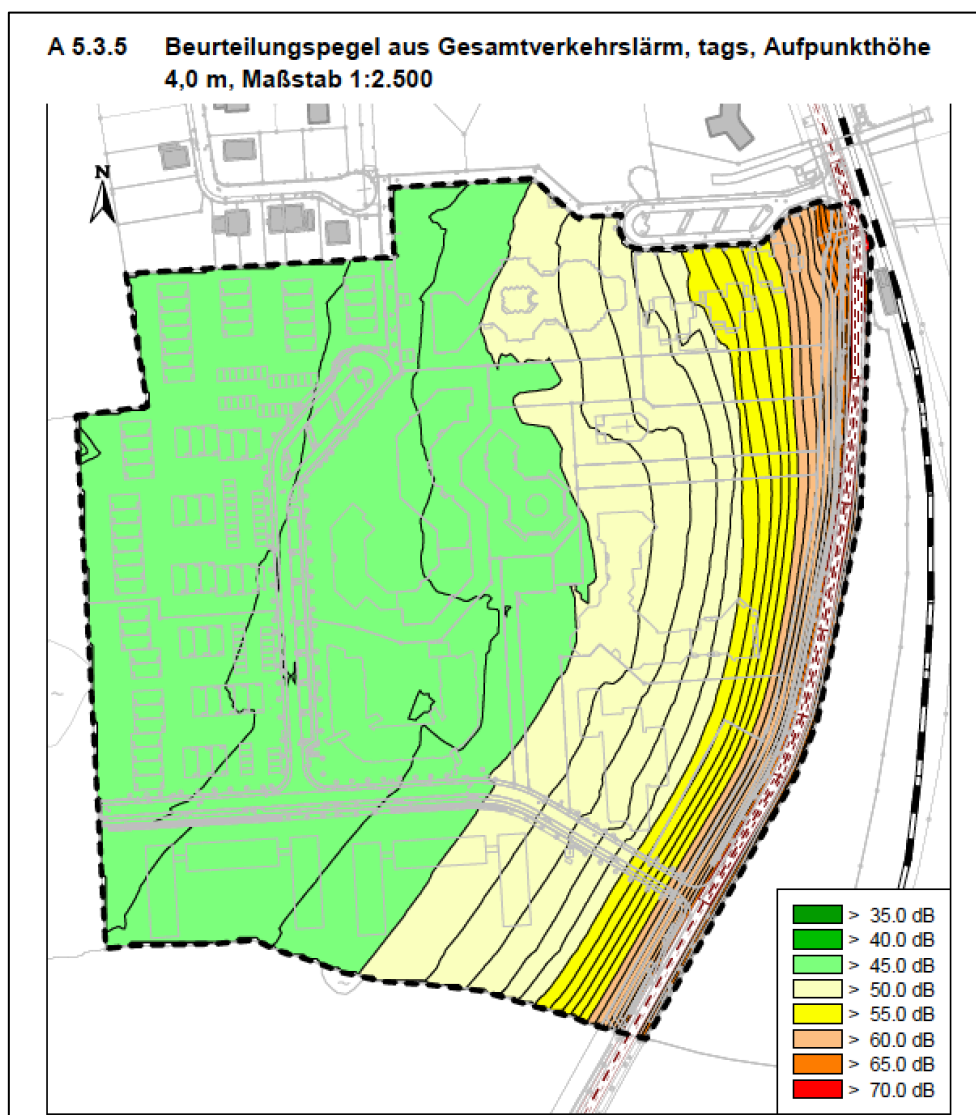 A 5.3.5 Beurteilungspegel aus Gesamtverkehrslärm, tags, Aufpunkthöhe
4,0 m, Maßstab 1:2.500
N
> 35.0 dB
> 40.0 dB
> 45.0 dB
> 50.0 dB
> 55.0 dB
> 60.0 dB
> 65.0 dB
> 70.0 dB